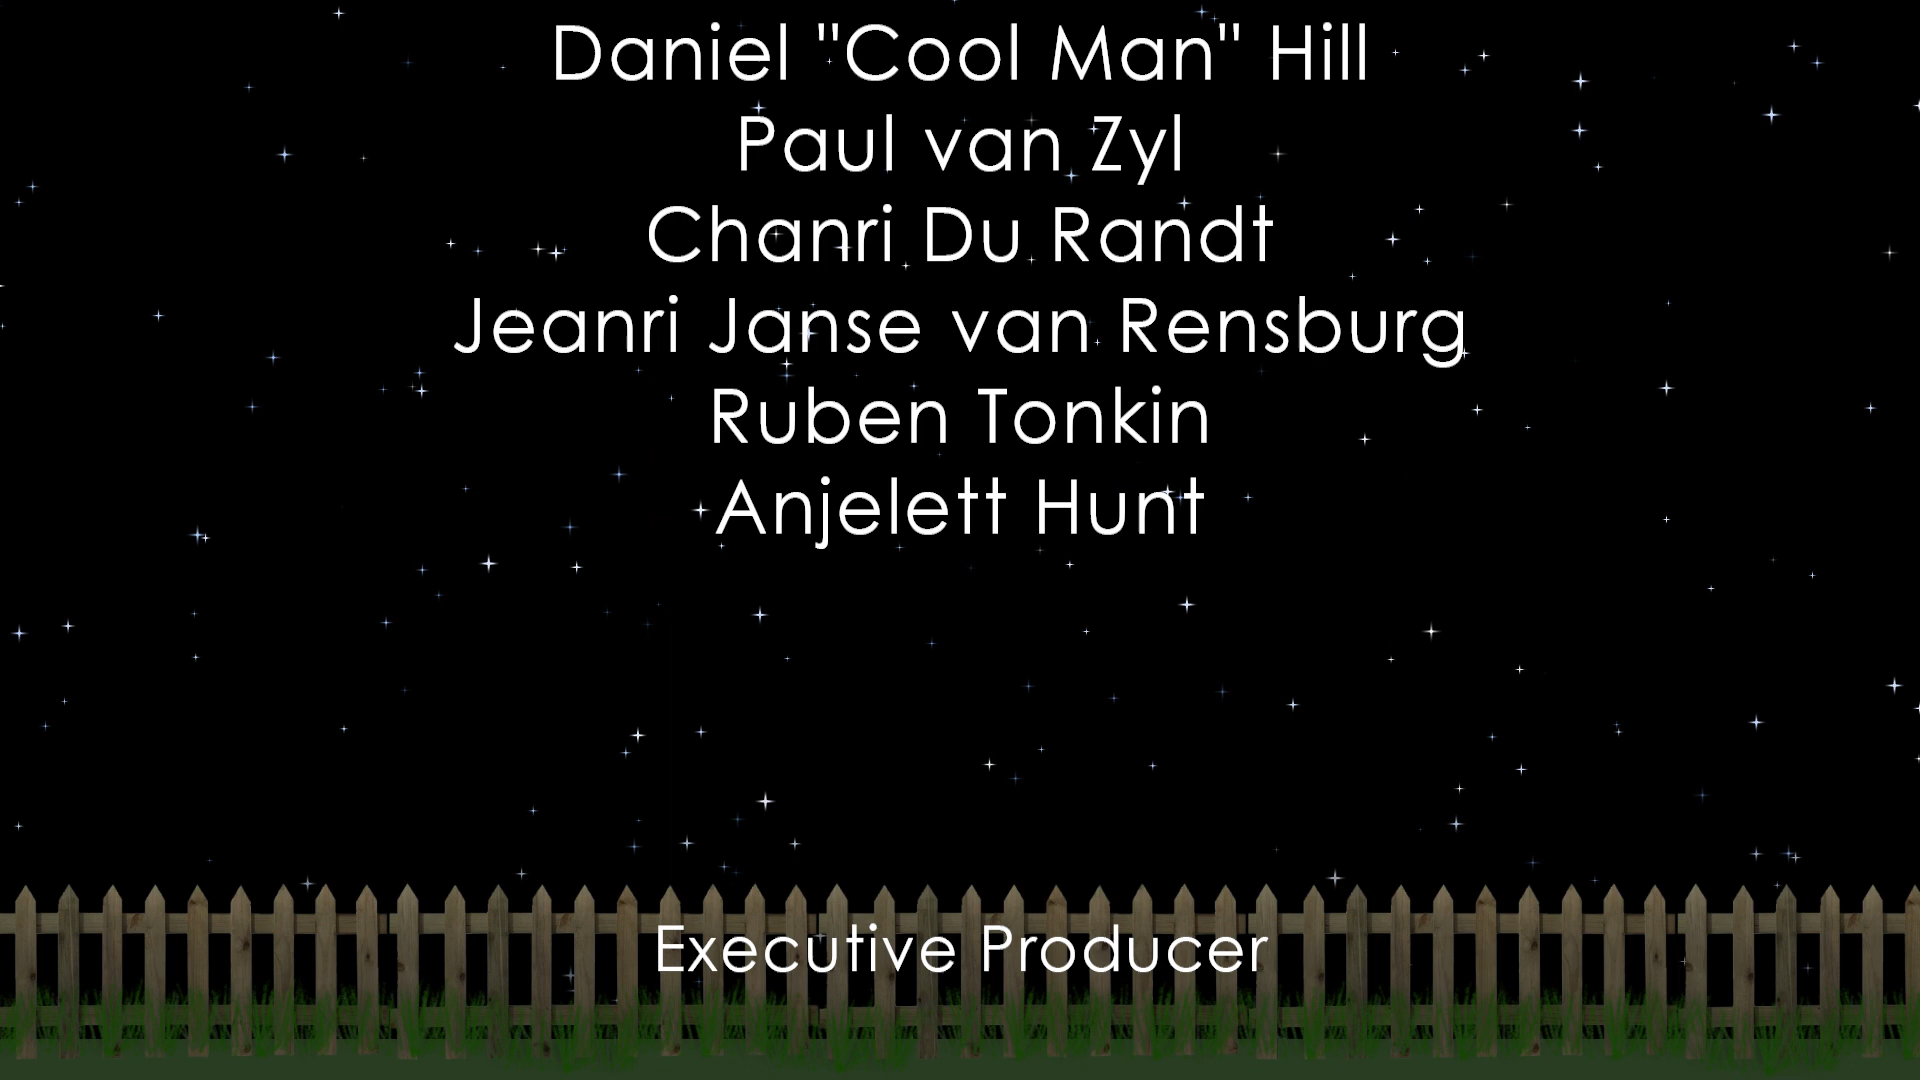 Daniel "Cool Man" Hill
Paul van Zyl
Chanri Du Randt
Jeanri Janse van Rensburg
Ruben Tonkin
Anjelett Hunt
Executive Producer